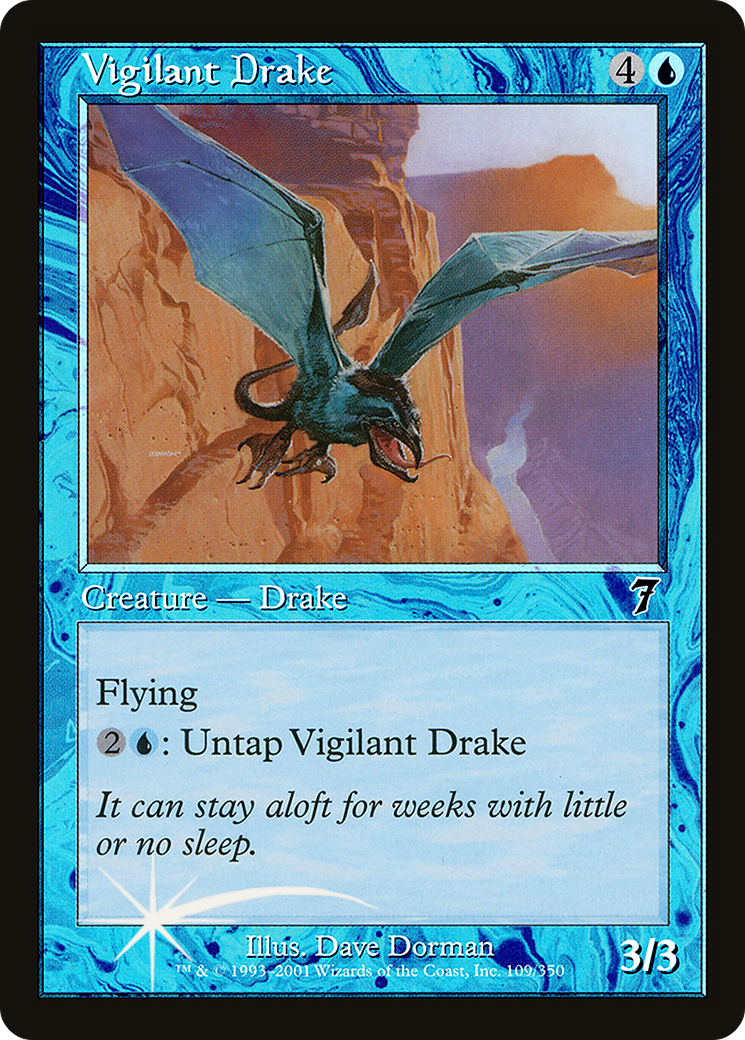 Vigilant Drake 4
Creature — Drake 7
Flying
2 : Untap Vigilant Drake
It can stay aloft for weeks with little
or no sleep.
Illus. Dave Dorman
™ & © 1993-2001 Wizards of the Coast, Inc. 109/350
3/3